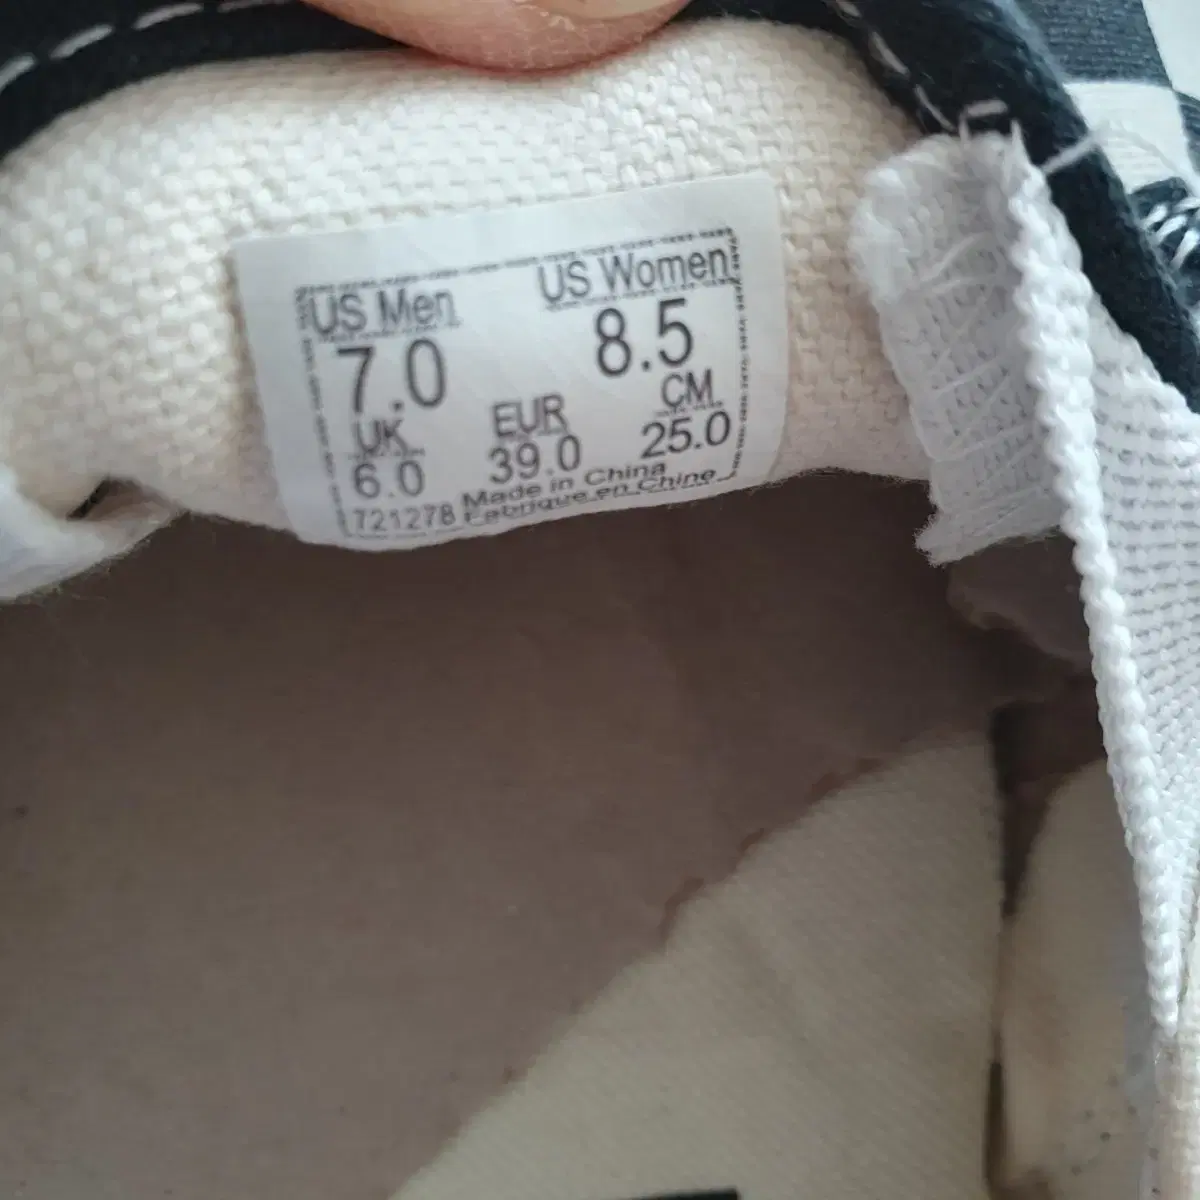 US Men US Women
7.0 8.5
UK EUR CM
6.0 39.0 25.0
721278 Made in China
Fabrique en Chine